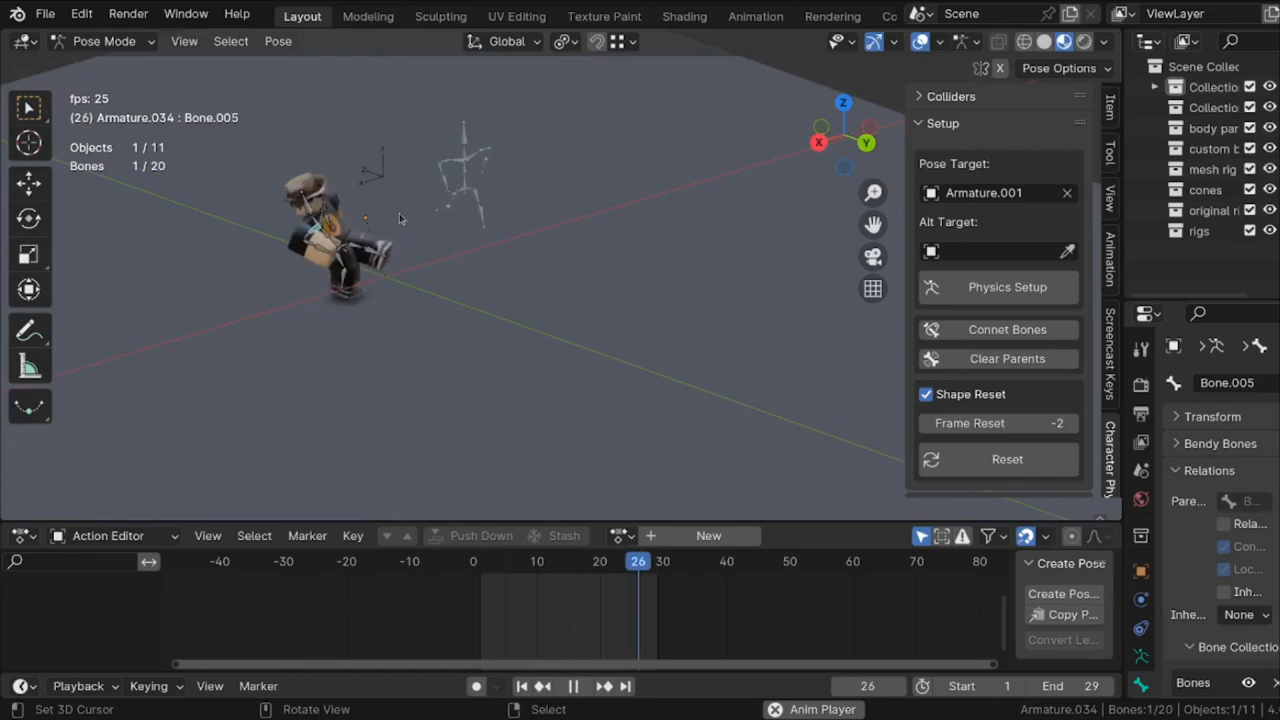 File Edit Render Window Help Layout Modeling Sculpting UV Editing Texture Paint Shading Animation Rendering Co Scene ViewLayer
Pose Mode View Select Pose Global
X Pose Options
fps: 25
(26) Armature.034 : Bone.005
Objects 1 / 11
Bones 1 / 20
Z
X
Y
Colliders
Setup
Pose Target:
Armature.001
Alt Target:
Physics Setup
Connet Bones
Clear Parents
Shape Reset
Frame Reset -2
Reset
Item
Tool
View
Animation
Screencast Keys
Character Phy
Scene Collec
Collectio
Collectio
body par
custom b
mesh rig
cones
original ri
rigs
Bone.005
Transform
Bendy Bones
Relations
Pare... B...
Rela...
Con...
Loc...
Inh...
Inhe... None
Bone Collectio
Bones
Action Editor View Select Marker Key Push Down Stash New
-40 -30 -20 -10 0 10 20 26 30 40 50 60 70 80
Create Pose
Create Pos...
Copy P...
Convert Le...
Playback Keying View Marker 26 Start 1 End 29
Set 3D Cursor Rotate View Select Anim Player Armature.034 | Bones:1/20 | Objects:1/11 | 4.